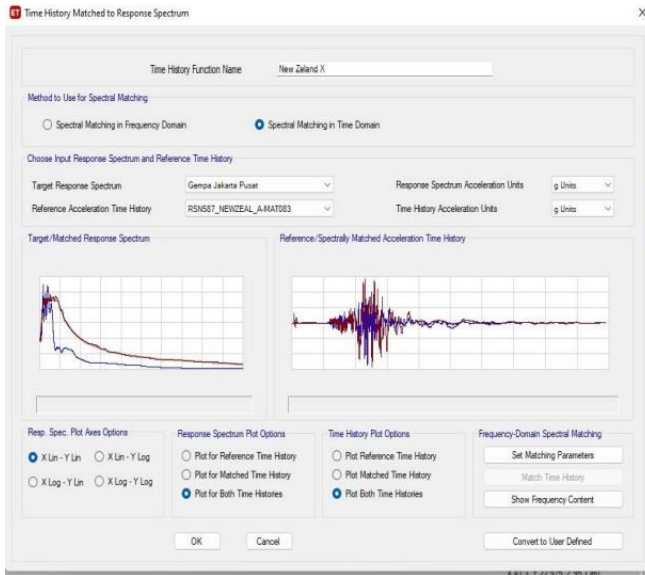 ET Time History Matched to Response Spectrum X
Time History Function Name New Zeland X
Method to Use for Spectral Matching
Spectral Matching in Frequency Domain Spectral Matching in Time Domain
Choose Input Response Spectrum and Reference Time History
Target Response Spectrum Gempa Jakarta Pusat Response Spectrum Acceleration Units g Units
Reference Acceleration Time History RSN587_NEWZEAL_A-MAT083 Time History Acceleration Units g Units
Target/Matched Response Spectrum Reference/Spectrally Matched Acceleration Time History
Resp. Spec. Plot Axes Options Response Spectrum Plot Options Time History Plot Options Frequency-Domain Spectral Matching
X Lin - Y Lin X Lin - Y Log Plot for Reference Time History Plot Reference Time History Set Matching Parameters
Plot for Matched Time History Plot Matched Time History Match Time History
X Log - Y Lin X Log - Y Log Plot for Both Time Histories Plot Both Time Histories Show Frequency Content
OK Cancel Convert to User Defined